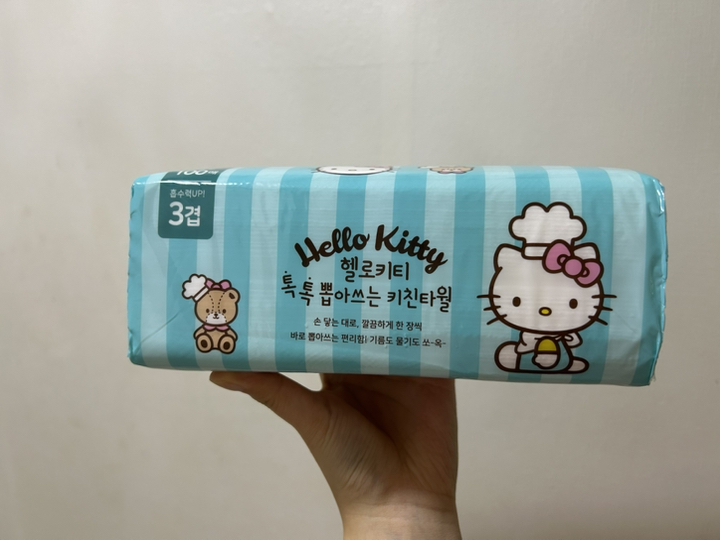 흡수력UP!
3겹
Hello Kitty
헬로키티
톡톡 뽑아쓰는 키친타월
손 닿는 대로, 깔끔하게 한 장씩
바로 뽑아쓰는 편리함! 기름도 물기도 쏘-옥-